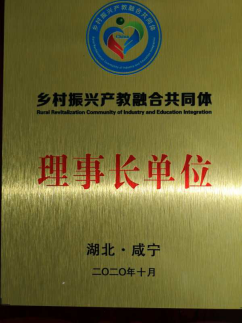 乡村振兴产教融合共同体
Rural Revitalization Community of Industry and Education Integration
理事长单位
湖北·咸宁
二〇二〇年十月